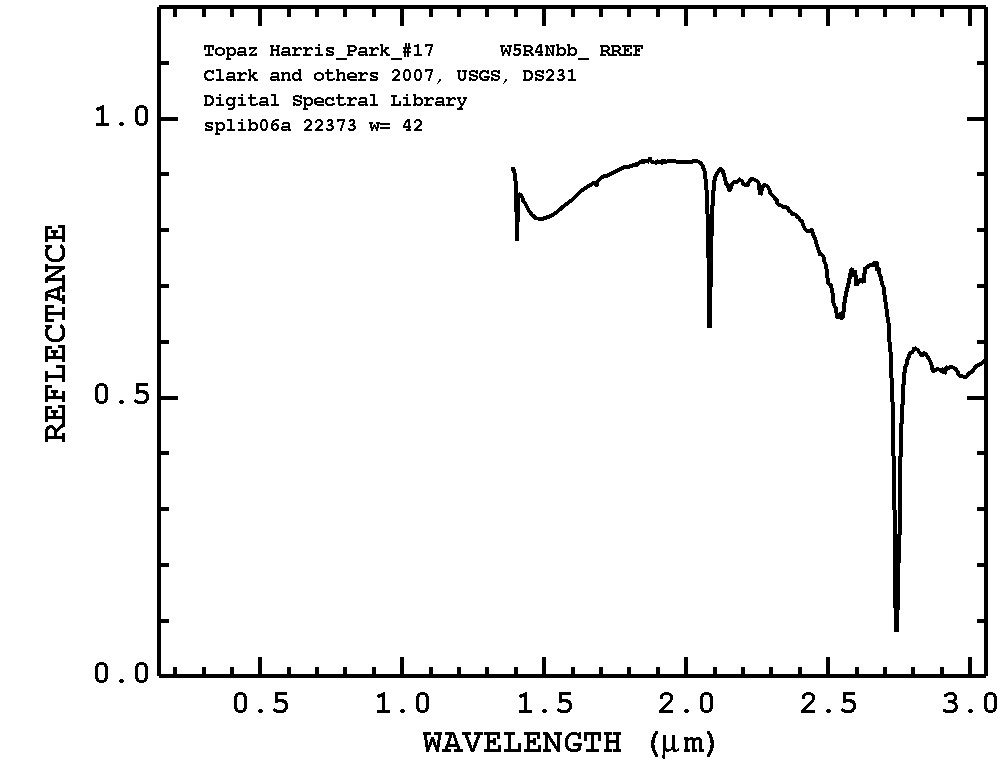 Topaz Harris_Park_#17 W5R4Nbb_ RREF
Clark and others 2007, USGS, DS231
Digital Spectral Library
splib06a 22373 w= 42
1.0
0.5
0.0
REFLECTANCE
0.5 1.0 1.5 2.0 2.5 3.0
WAVELENGTH (μm)